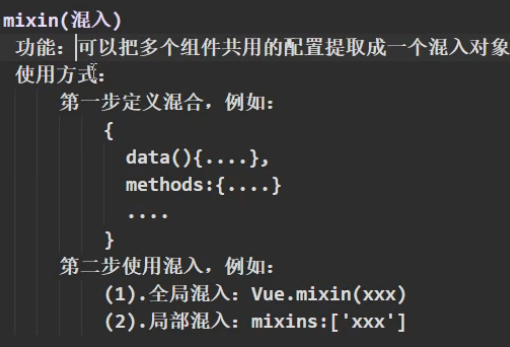 mixin(混入)
功能: 可以把多个组件共用的配置提取成一个混入对象
使用方式:
第一步定义混合，例如:
{
data(){....},
methods:{....}
....
}
第二步使用混入，例如:
(1).全局混入: Vue.mixin(xxx)
(2).局部混入: mixins:['xxx']